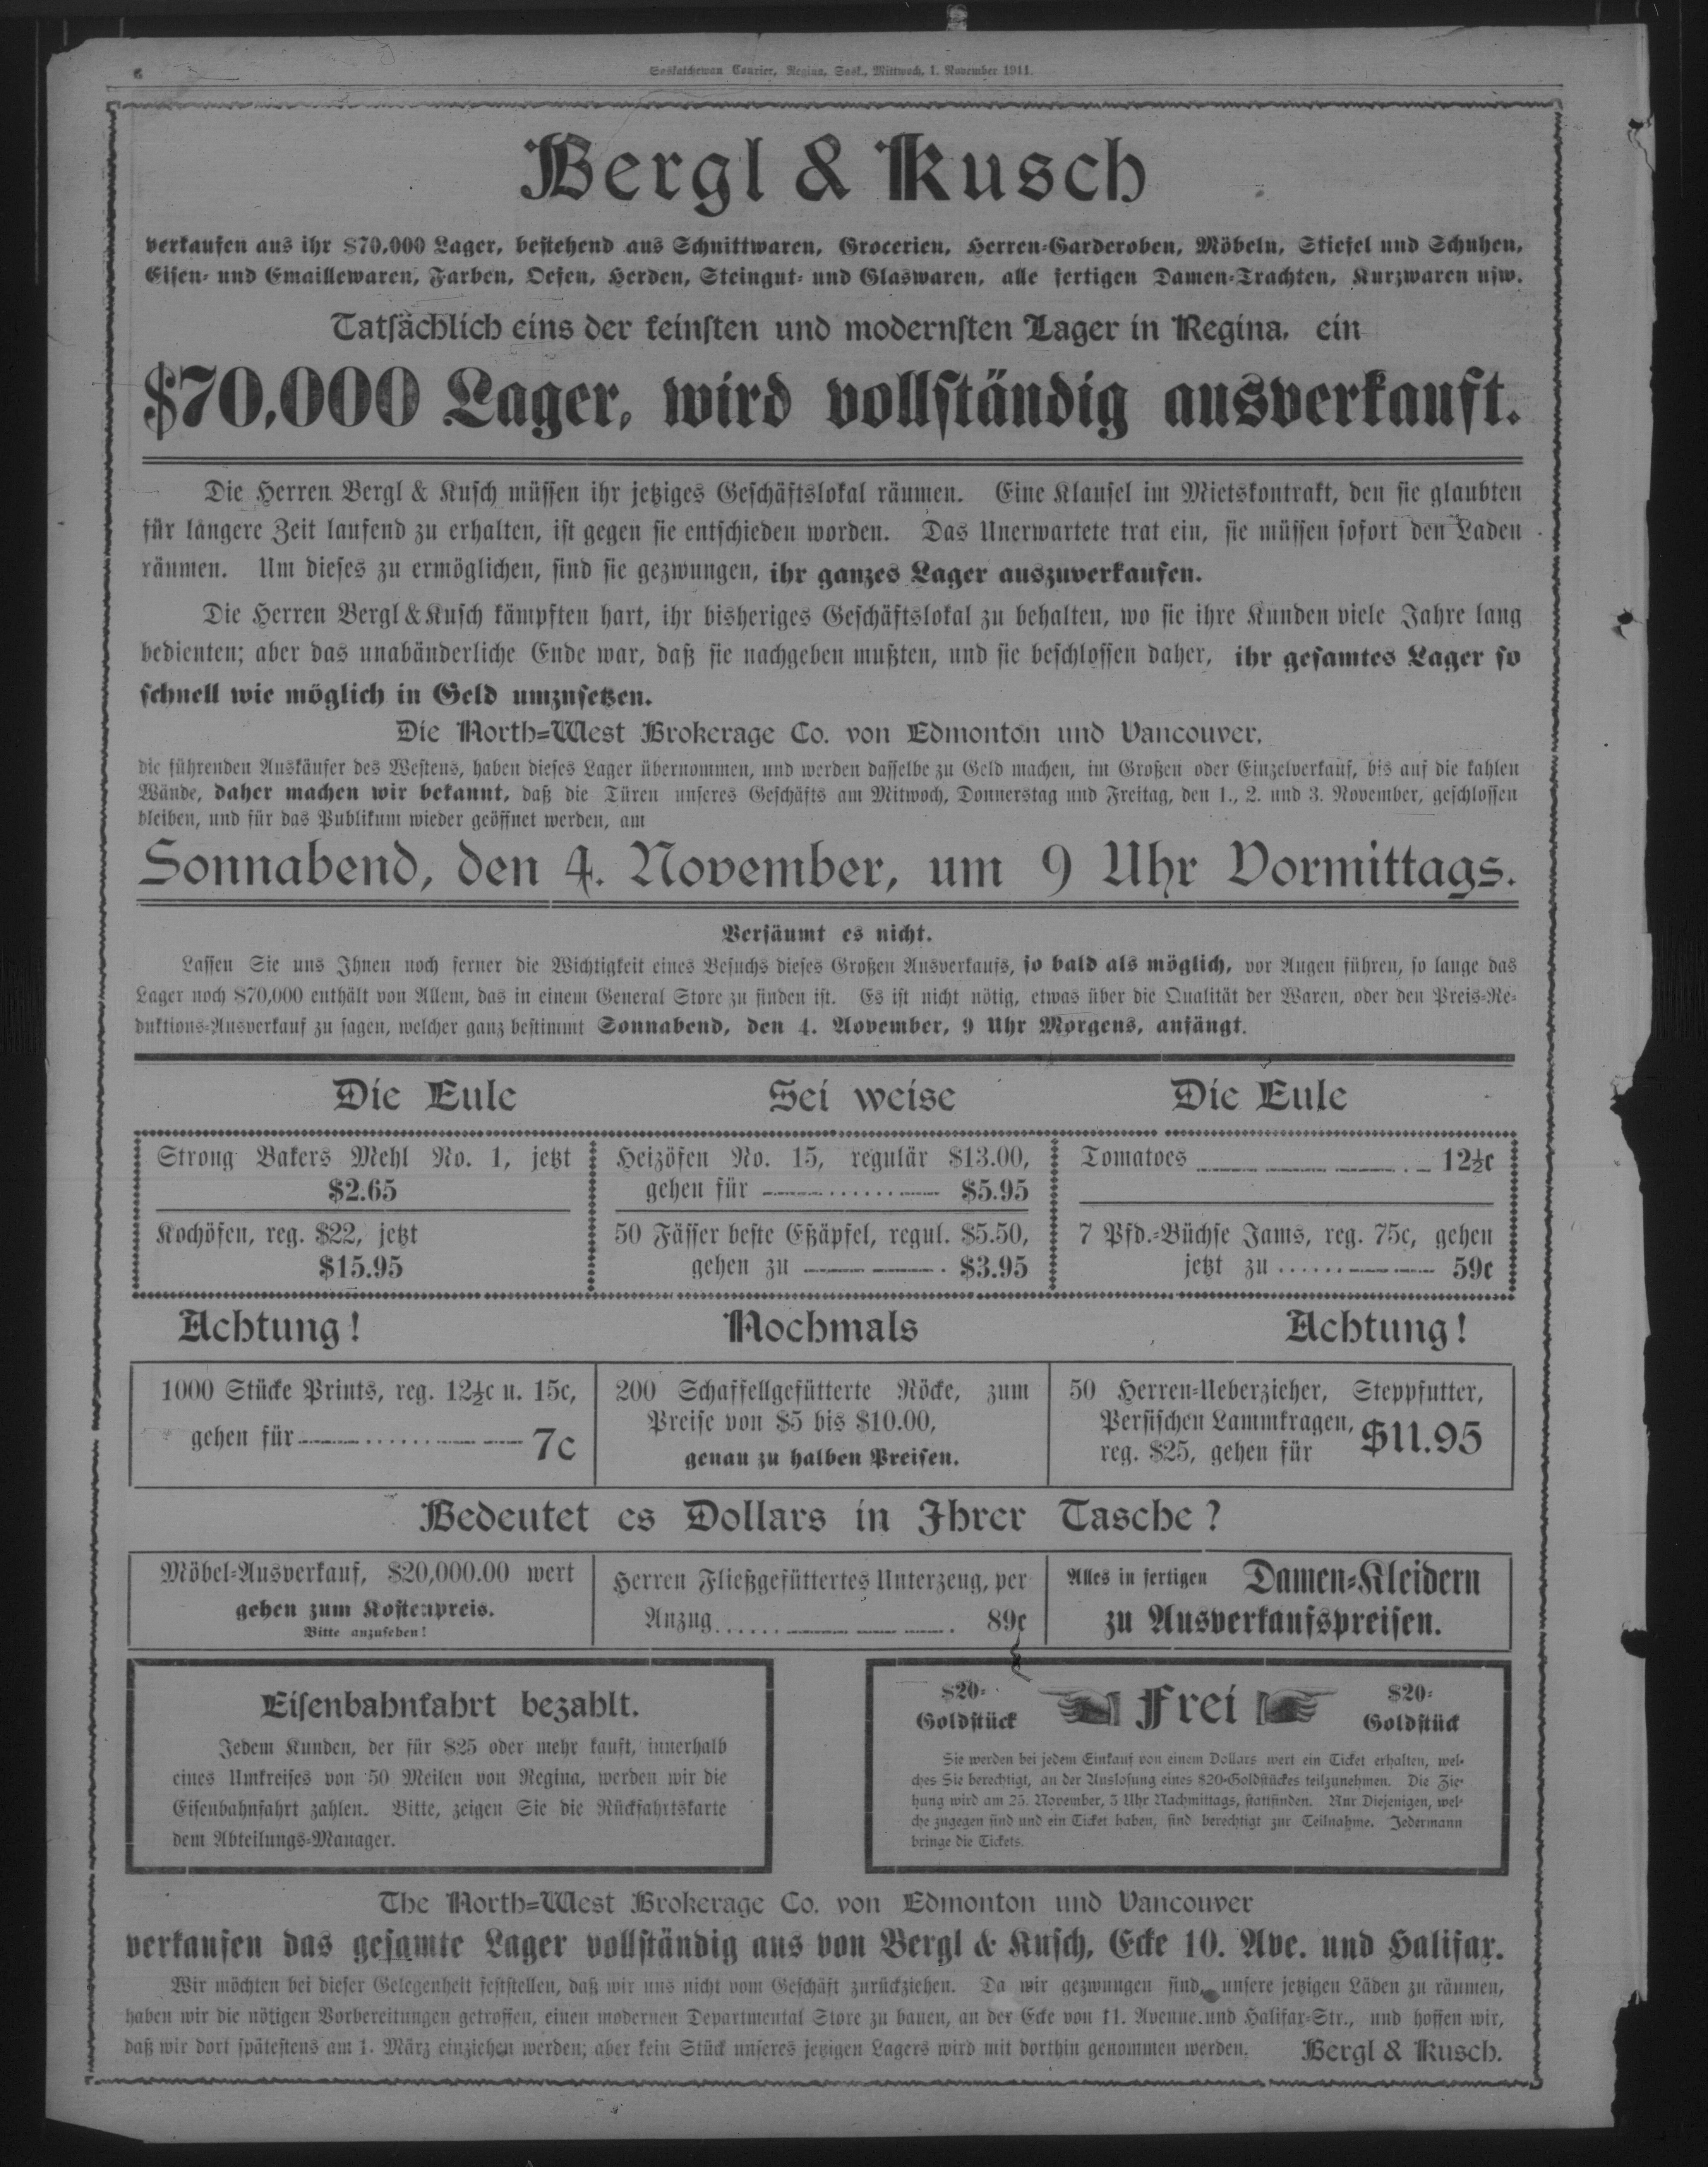 6
Saskatchewan Courier, Regina, Sask., Mittwoch, 1. November 1911.
Bergl & Kusch
verkaufen aus ihr $70,000 Lager, bestehend aus Schnittwaren, Grocerien, Herren-Garderoben, Möbeln, Stiefel und Schuhen,
Eisen- und Emaillewaren, Farben, Oefen, Herden, Steingut- und Glaswaren, alle fertigen Damen-Trachten, Kurzwaren usw.
Tatsächlich eins der feinsten und modernsten Lager in Regina, ein
$70,000 Lager, wird vollständig ausverkauft.
Die Herren Bergl & Kusch müssen ihr jetziges Geschäftslokal räumen. Eine Klausel im Mietskontrakt, den sie glaubten
für längere Zeit laufend zu erhalten, ist gegen sie entschieden worden. Das Unerwartete trat ein, sie müssen sofort den Laden
räumen. Um dieses zu ermöglichen, sind sie gezwungen, ihr ganzes Lager auszuverkaufen.
Die Herren Bergl & Kusch kämpften hart, ihr bisheriges Geschäftslokal zu behalten, wo sie ihre Kunden viele Jahre lang
bedienten; aber das unabänderliche Ende war, daß sie nachgeben mußten, und sie beschlossen daher, ihr gesamtes Lager so
schnell wie möglich in Geld umzusetzen.
Die North-West Brokerage Co. von Edmonton und Vancouver,
die führenden Auskäufer des Westens, haben dieses Lager übernommen, und werden dasselbe zu Geld machen, im Großen oder Einzelverkauf, bis auf die kahlen
Wände, daher machen wir bekannt, daß die Türen unseres Geschäfts am Mitwoch, Donnerstag und Freitag, den 1., 2. und 3. November, geschlossen
bleiben, und für das Publikum wieder geöffnet werden, am
Sonnabend, den 4. November, um 9 Uhr Vormittags.
Versäumt es nicht.
Lassen Sie uns Ihnen noch ferner die Wichtigkeit eines Besuchs dieses Großen Ausverkaufs, so bald als möglich, vor Augen führen, so lange das
Lager noch $70,000 enthält von Allem, das in einem General Store zu finden ist. Es ist nicht nötig, etwas über die Qualität der Waren, oder den Preis-Re-
duktions-Ausverkauf zu sagen, welcher ganz bestimmt Sonnabend, den 4. November, 9 Uhr Morgens, anfängt.
Die Eule Sei weise Die Eule
Strong Bakers Mehl No. 1, jetzt
$2.65
Kochöfen, reg. $22, jetzt
$15.95
Heizöfen No. 15, regulär $13.00,
gehen für $5.95
50 Fässer beste Eßäpfel, regul. $5.50,
gehen zu $3.95
Tomatoes 12½c
7 Pfd.-Büchse Jams, reg. 75c, gehen
jetzt zu 59c
Achtung! Nochmals Achtung!
1000 Stücke Prints, reg. 12½c u. 15c,
gehen für 7c
200 Schaffellgefütterte Röcke, zum
Preise von $5 bis $10.00,
genau zu halben Preisen.
50 Herren-Ueberzieher, Steppfutter,
Persischen Lammkragen,
reg. $25, gehen für $11.95
Bedeutet es Dollars in Ihrer Tasche?
Möbel-Ausverkauf, $20,000.00 wert
gehen zum Kostenpreis.
Bitte anzusehen!
Herren Fließgefüttertes Unterzeug, per
Anzug 89c
Alles in fertigen Damen-Kleidern
zu Ausverkaufspreisen.
Eisenbahnfahrt bezahlt.
Jedem Kunden, der für $25 oder mehr kauft, innerhalb
eines Umkreises von 50 Meilen von Regina, werden wir die
Eisenbahnfahrt zahlen. Bitte, zeigen Sie die Rückfahrtskarte
dem Abteilungs-Manager.
$20-
Goldstück
Frei
$20-
Goldstück
Sie werden bei jedem Einkauf von einem Dollars wert ein Ticket erhalten, wel-
ches Sie berechtigt, an der Auslosung eines $20-Goldstückes teilzunehmen. Die Zie-
hung wird am 25. November, 3 Uhr Nachmittags, stattfinden. Nur Diejenigen, wel-
che zugegen sind und ein Ticket haben, sind berechtigt zur Teilnahme. Jedermann
bringe die Tickets.
The North-West Brokerage Co. von Edmonton und Vancouver
verkaufen das gesamte Lager vollständig aus von Bergl & Kusch, Ecke 10. Ave. und Halifax.
Wir möchten bei dieser Gelegenheit feststellen, daß wir uns nicht vom Geschäft zurückziehen. Da wir gezwungen sind, unsere jetzigen Läden zu räumen,
haben wir die nötigen Vorbereitungen getroffen, einen modernen Departmental Store zu bauen, an der Ecke von 11. Avenue und Halifax-Str., und hoffen wir,
daß wir dort spätestens am 1. März einziehen werden; aber kein Stück unseres jetzigen Lagers wird mit dorthin genommen werden. Bergl & Kusch.